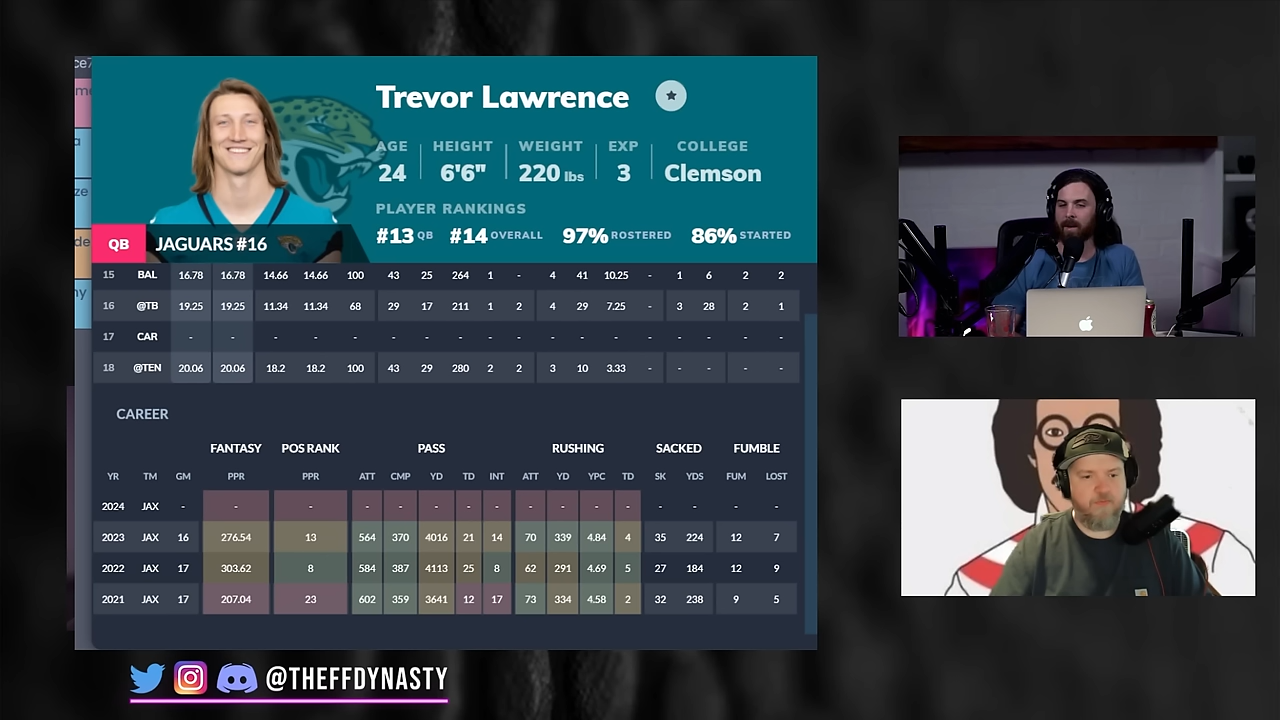 Trevor Lawrence
AGE HEIGHT WEIGHT EXP COLLEGE
24 6'6" 220 lbs 3 Clemson
PLAYER RANKINGS
#13 QB #14 OVERALL 97% ROSTERED 86% STARTED
QB JAGUARS #16
15 BAL 16.78 16.78 14.66 14.66 100 43 25 264 1 - 4 41 10.25 - 1 6 2 2
16 @TB 19.25 19.25 11.34 11.34 68 29 17 211 1 2 4 29 7.25 - 3 28 2 1
17 CAR - - - - - - - - - - - - - - - - - -
18 @TEN 20.06 20.06 18.2 18.2 100 43 29 280 2 2 3 10 3.33 - - - - -
CAREER
FANTASY POS RANK PASS RUSHING SACKED FUMBLE
YR TM GM PPR PPR ATT CMP YD TD INT ATT YD YPC TD SK YDS FUM LOST
2024 JAX - - - - - - - - - - - - - - - -
2023 JAX 16 276.54 13 564 370 4016 21 14 70 339 4.84 4 35 224 12 7
2022 JAX 17 303.62 8 584 387 4113 25 8 62 291 4.69 5 27 184 12 9
2021 JAX 17 207.04 23 602 359 3641 12 17 73 334 4.58 2 32 238 9 5
@THEFFDYNASTY